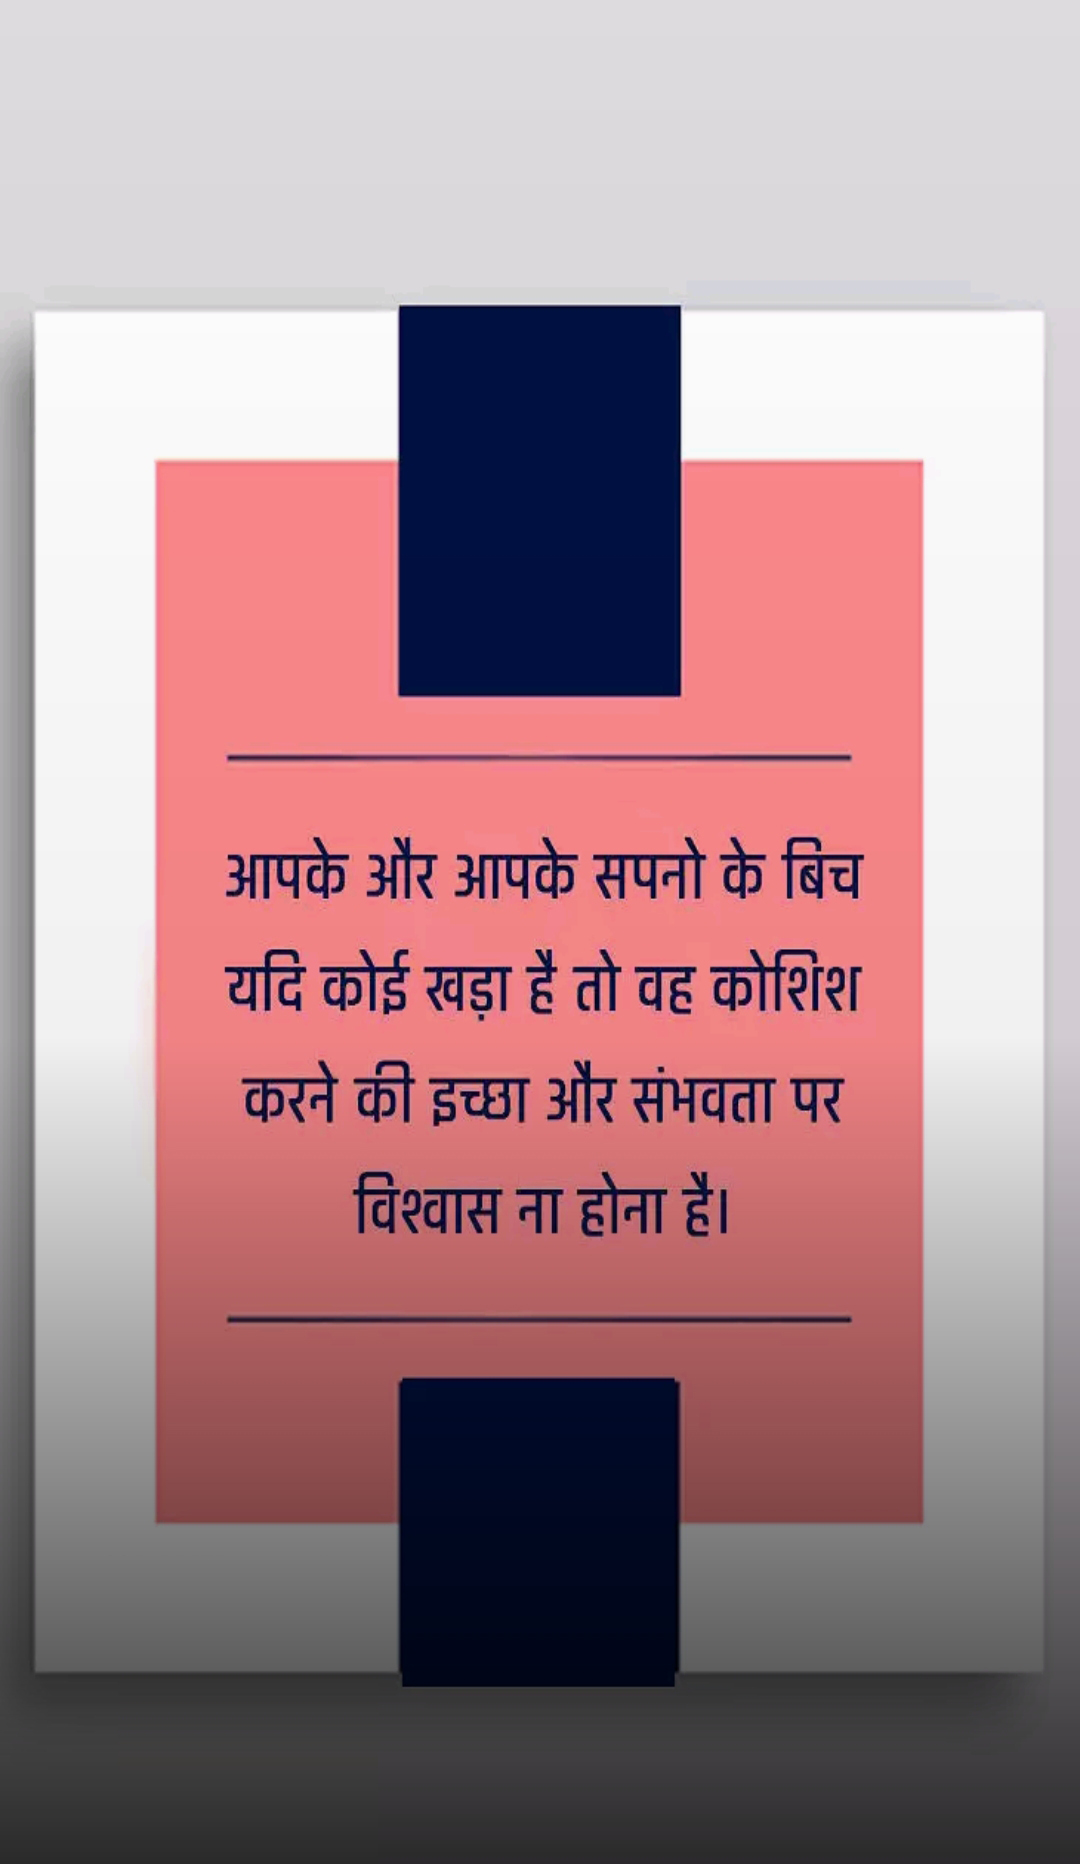 आपके और आपके सपनो के बिच
यदि कोई खड़ा है तो वह कोशिश
करने की इच्छा और संभवता पर
विश्वास ना होना है।